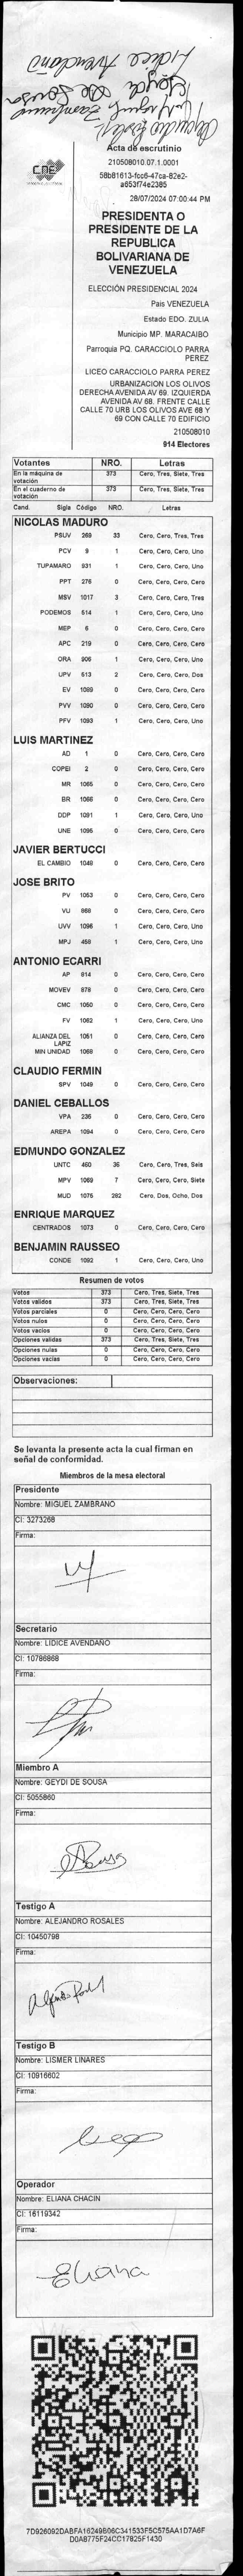 Lidice
Avendaño
De Sousa
CNE
Acta de escrutinio
210508010.07.1.0001
58b81613-fcc6-47ca-82e2-
a653f74e2385
28/07/2024 07:00:44 PM
PRESIDENTA O
PRESIDENTE DE LA
REPUBLICA
BOLIVARIANA DE
VENEZUELA
ELECCIÓN PRESIDENCIAL 2024
Pais VENEZUELA
Estado EDO. ZULIA
Municipio MP. MARACAIBO
Parroquia PQ. CARACCIOLO PARRA
PEREZ
LICEO CARACCIOLO PARRA PEREZ
URBANIZACION LOS OLIVOS
DERECHA AVENIDA AV 69. IZQUIERDA
AVENIDA AV 68. FRENTE CALLE
CALLE 70 URB LOS OLIVOS AVE 68 Y
69 CON CALLE 70 EDIFICIO
210508010
914 Electores
Votantes NRO. Letras
En la máquina de votación 373 Cero, Tres, Siete, Tres
En el cuaderno de votación 373 Cero, Tres, Siete, Tres
Cand. Sigla Código NRO. Letras
NICOLAS MADURO
PSUV 269 33 Cero, Cero, Tres, Tres
PCV 9 1 Cero, Cero, Cero, Uno
TUPAMARO 931 1 Cero, Cero, Cero, Uno
PPT 276 0 Cero, Cero, Cero, Cero
MSV 1017 3 Cero, Cero, Cero, Tres
PODEMOS 514 1 Cero, Cero, Cero, Uno
MEP 6 0 Cero, Cero, Cero, Cero
APC 219 0 Cero, Cero, Cero, Cero
ORA 906 1 Cero, Cero, Cero, Uno
UPV 513 2 Cero, Cero, Cero, Dos
EV 1089 0 Cero, Cero, Cero, Cero
PVV 1090 0 Cero, Cero, Cero, Cero
PFV 1093 1 Cero, Cero, Cero, Uno
LUIS MARTINEZ
AD 1 0 Cero, Cero, Cero, Cero
COPEI 2 0 Cero, Cero, Cero, Cero
MR 1065 0 Cero, Cero, Cero, Cero
BR 1066 0 Cero, Cero, Cero, Cero
DDP 1091 1 Cero, Cero, Cero, Uno
UNE 1095 0 Cero, Cero, Cero, Cero
JAVIER BERTUCCI
EL CAMBIO 1048 0 Cero, Cero, Cero, Cero
JOSE BRITO
PV 1053 0 Cero, Cero, Cero, Cero
VU 868 0 Cero, Cero, Cero, Cero
UVV 1096 1 Cero, Cero, Cero, Uno
MPJ 458 1 Cero, Cero, Cero, Uno
ANTONIO ECARRI
AP 814 0 Cero, Cero, Cero, Cero
MOVEV 878 0 Cero, Cero, Cero, Cero
CMC 1050 0 Cero, Cero, Cero, Cero
FV 1062 1 Cero, Cero, Cero, Uno
ALIANZA DEL LAPIZ 1051 0 Cero, Cero, Cero, Cero
MIN UNIDAD 1068 0 Cero, Cero, Cero, Cero
CLAUDIO FERMIN
SPV 1049 0 Cero, Cero, Cero, Cero
DANIEL CEBALLOS
VPA 236 0 Cero, Cero, Cero, Cero
AREPA 1094 0 Cero, Cero, Cero, Cero
EDMUNDO GONZALEZ
UNTC 460 36 Cero, Cero, Tres, Seis
MPV 1069 7 Cero, Cero, Cero, Siete
MUD 1075 282 Cero, Dos, Ocho, Dos
ENRIQUE MARQUEZ
CENTRADOS 1073 0 Cero, Cero, Cero, Cero
BENJAMIN RAUSSEO
CONDE 1092 1 Cero, Cero, Cero, Uno
Resumen de votos
Votos 373 Cero, Tres, Siete, Tres
Votos validos 373 Cero, Tres, Siete, Tres
Votos parciales 0 Cero, Cero, Cero, Cero
Votos nulos 0 Cero, Cero, Cero, Cero
Votos vacios 0 Cero, Cero, Cero, Cero
Opciones validas 373 Cero, Tres, Siete, Tres
Opciones nulas 0 Cero, Cero, Cero, Cero
Opciones vacias 0 Cero, Cero, Cero, Cero
Observaciones:
Se levanta la presente acta la cual firman en
señal de conformidad.
Miembros de la mesa electoral
Presidente
Nombre: MIGUEL ZAMBRANO
CI: 3273268
Firma:
Secretario
Nombre: LIDICE AVENDAÑO
CI: 10786868
Firma:
Miembro A
Nombre: GEYDI DE SOUSA
CI: 5055860
Firma:
Testigo A
Nombre: ALEJANDRO ROSALES
CI: 10450798
Firma:
Testigo B
Nombre: LISMER LINARES
CI: 10916602
Firma:
Operador
Nombre: ELIANA CHACIN
CI: 16119342
Firma:
Eliana
7D926092DABFA16249B06C341533F5C575AA1D7A6F
D0A8775F24CC17825F1430